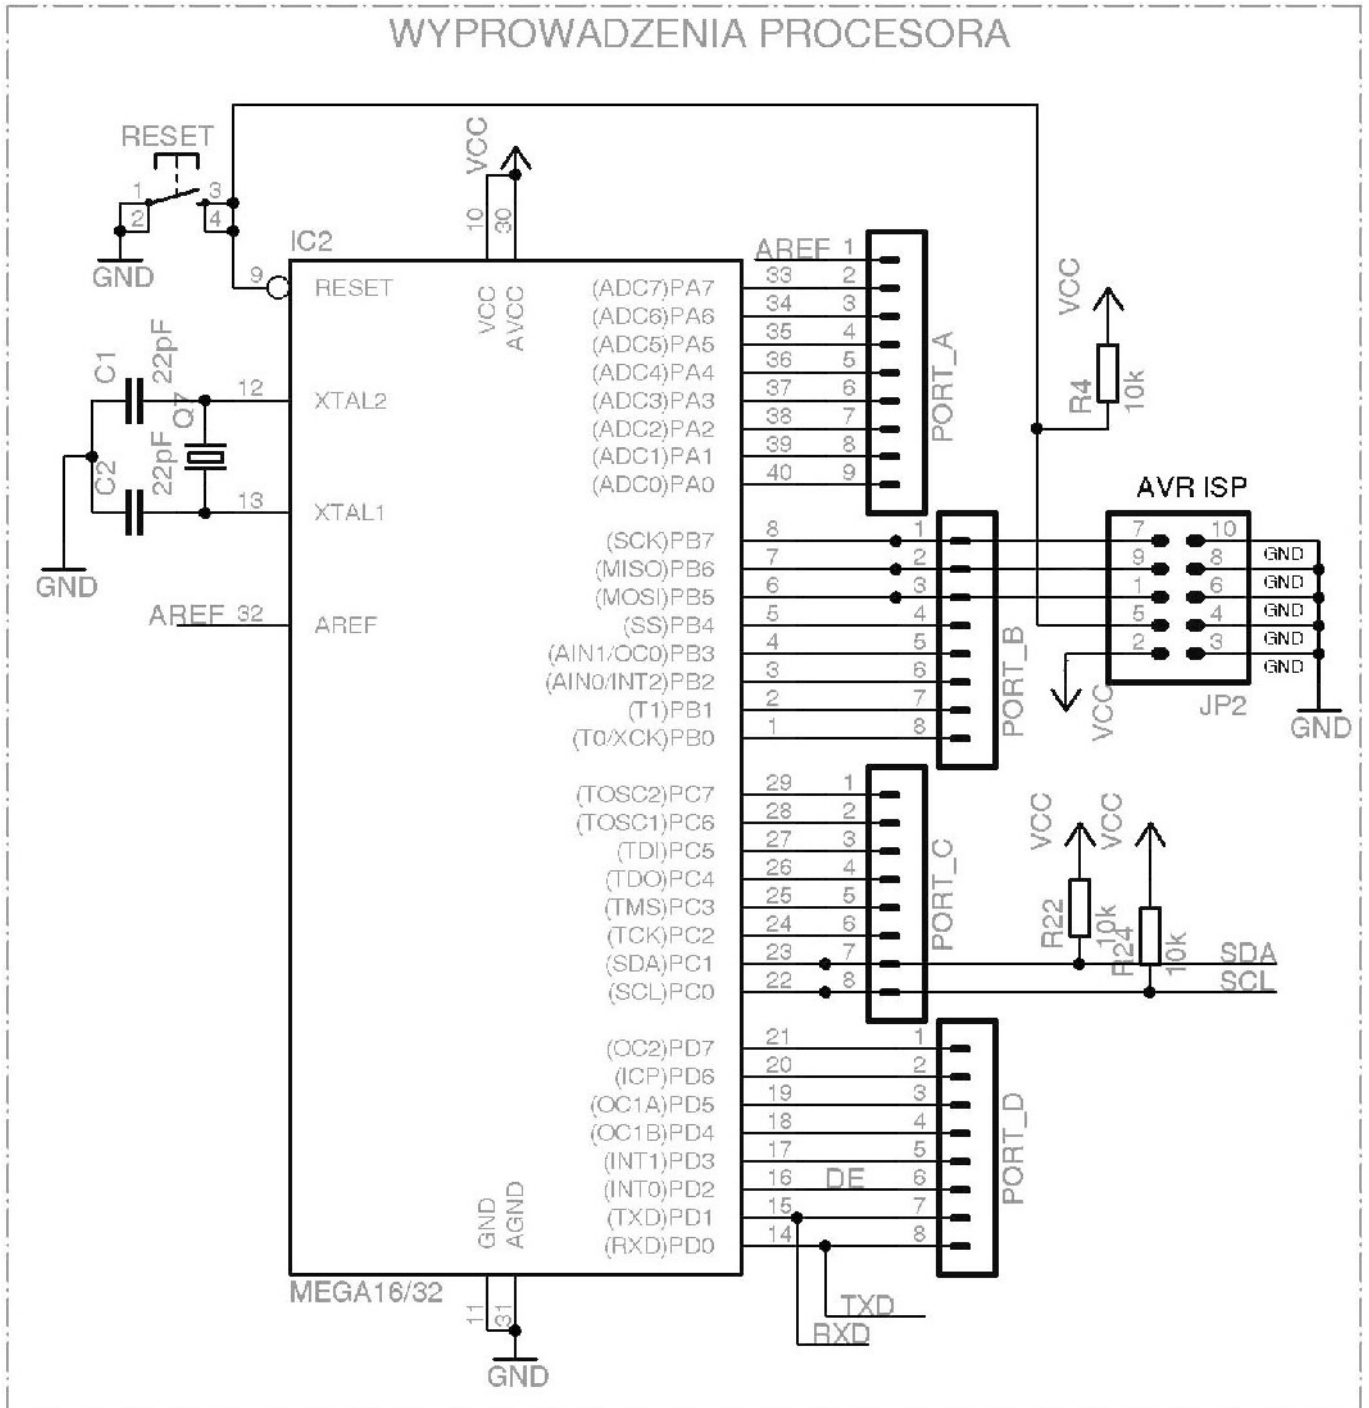 WYPROWADZENIA PROCESORA
RESET
1 3
2 4
GND
VCC
10
30
IC2
9 RESET
VCC
AVCC
C1
22pF
12 XTAL2
Q7
C2
22pF
13 XTAL1
GND
AREF 32 AREF
AREF 1
(ADC7)PA7 33 2
(ADC6)PA6 34 3
(ADC5)PA5 35 4
(ADC4)PA4 36 5
(ADC3)PA3 37 6
(ADC2)PA2 38 7
(ADC1)PA1 39 8
(ADC0)PA0 40 9
PORT_A
VCC
R4
10k
(SCK)PB7 8 1
(MISO)PB6 7 2
(MOSI)PB5 6 3
(SS)PB4 5 4
(AIN1/OC0)PB3 4 5
(AIN0/INT2)PB2 3 6
(T1)PB1 2 7
(T0/XCK)PB0 1 8
PORT_B
AVR ISP
7 10
GND
9 8
GND
1 6
GND
5 4
GND
2 3
GND
VCC
JP2
GND
(TOSC2)PC7 29 1
(TOSC1)PC6 28 2
(TDI)PC5 27 3
(TDO)PC4 26 4
(TMS)PC3 25 5
(TCK)PC2 24 6
(SDA)PC1 23 7
(SCL)PC0 22 8
PORT_C
VCC
VCC
R22
10k
R24
10k
SDA
SCL
(OC2)PD7 21 1
(ICP)PD6 20 2
(OC1A)PD5 19 3
(OC1B)PD4 18 4
(INT1)PD3 17 5
(INT0)PD2 16 DE 6
(TXD)PD1 15 7
(RXD)PD0 14 8
PORT_D
GND
AGND
MEGA16/32
11
31
GND
TXD
RXD